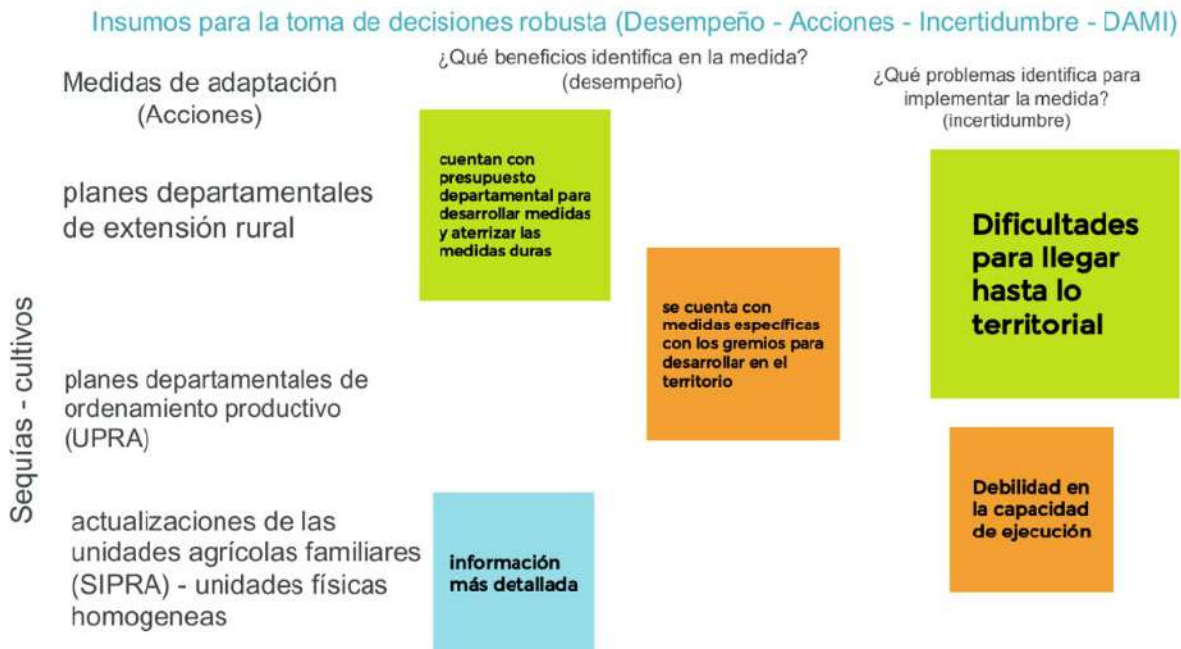 Insumos para la toma de decisiones robusta (Desempeño - Acciones - Incertidumbre - DAMI)
Medidas de adaptación
(Acciones)
¿Qué beneficios identifica en la medida?
(desempeño)
¿Qué problemas identifica para
implementar la medida?
(incertidumbre)
Sequías - cultivos
planes departamentales
de extensión rural
cuentan con
presupuesto
departamental para
desarrollar medidas
y aterrizar las
medidas duras
Dificultades
para llegar
hasta lo
territorial
planes departamentales de
ordenamiento productivo
(UPRA)
se cuenta con
medidas específicas
con los gremios para
desarrollar en el
territorio
Debilidad en
la capacidad
de ejecución
actualizaciones de las
unidades agrícolas familiares
(SIPRA) - unidades físicas
homogeneas
información
más detallada